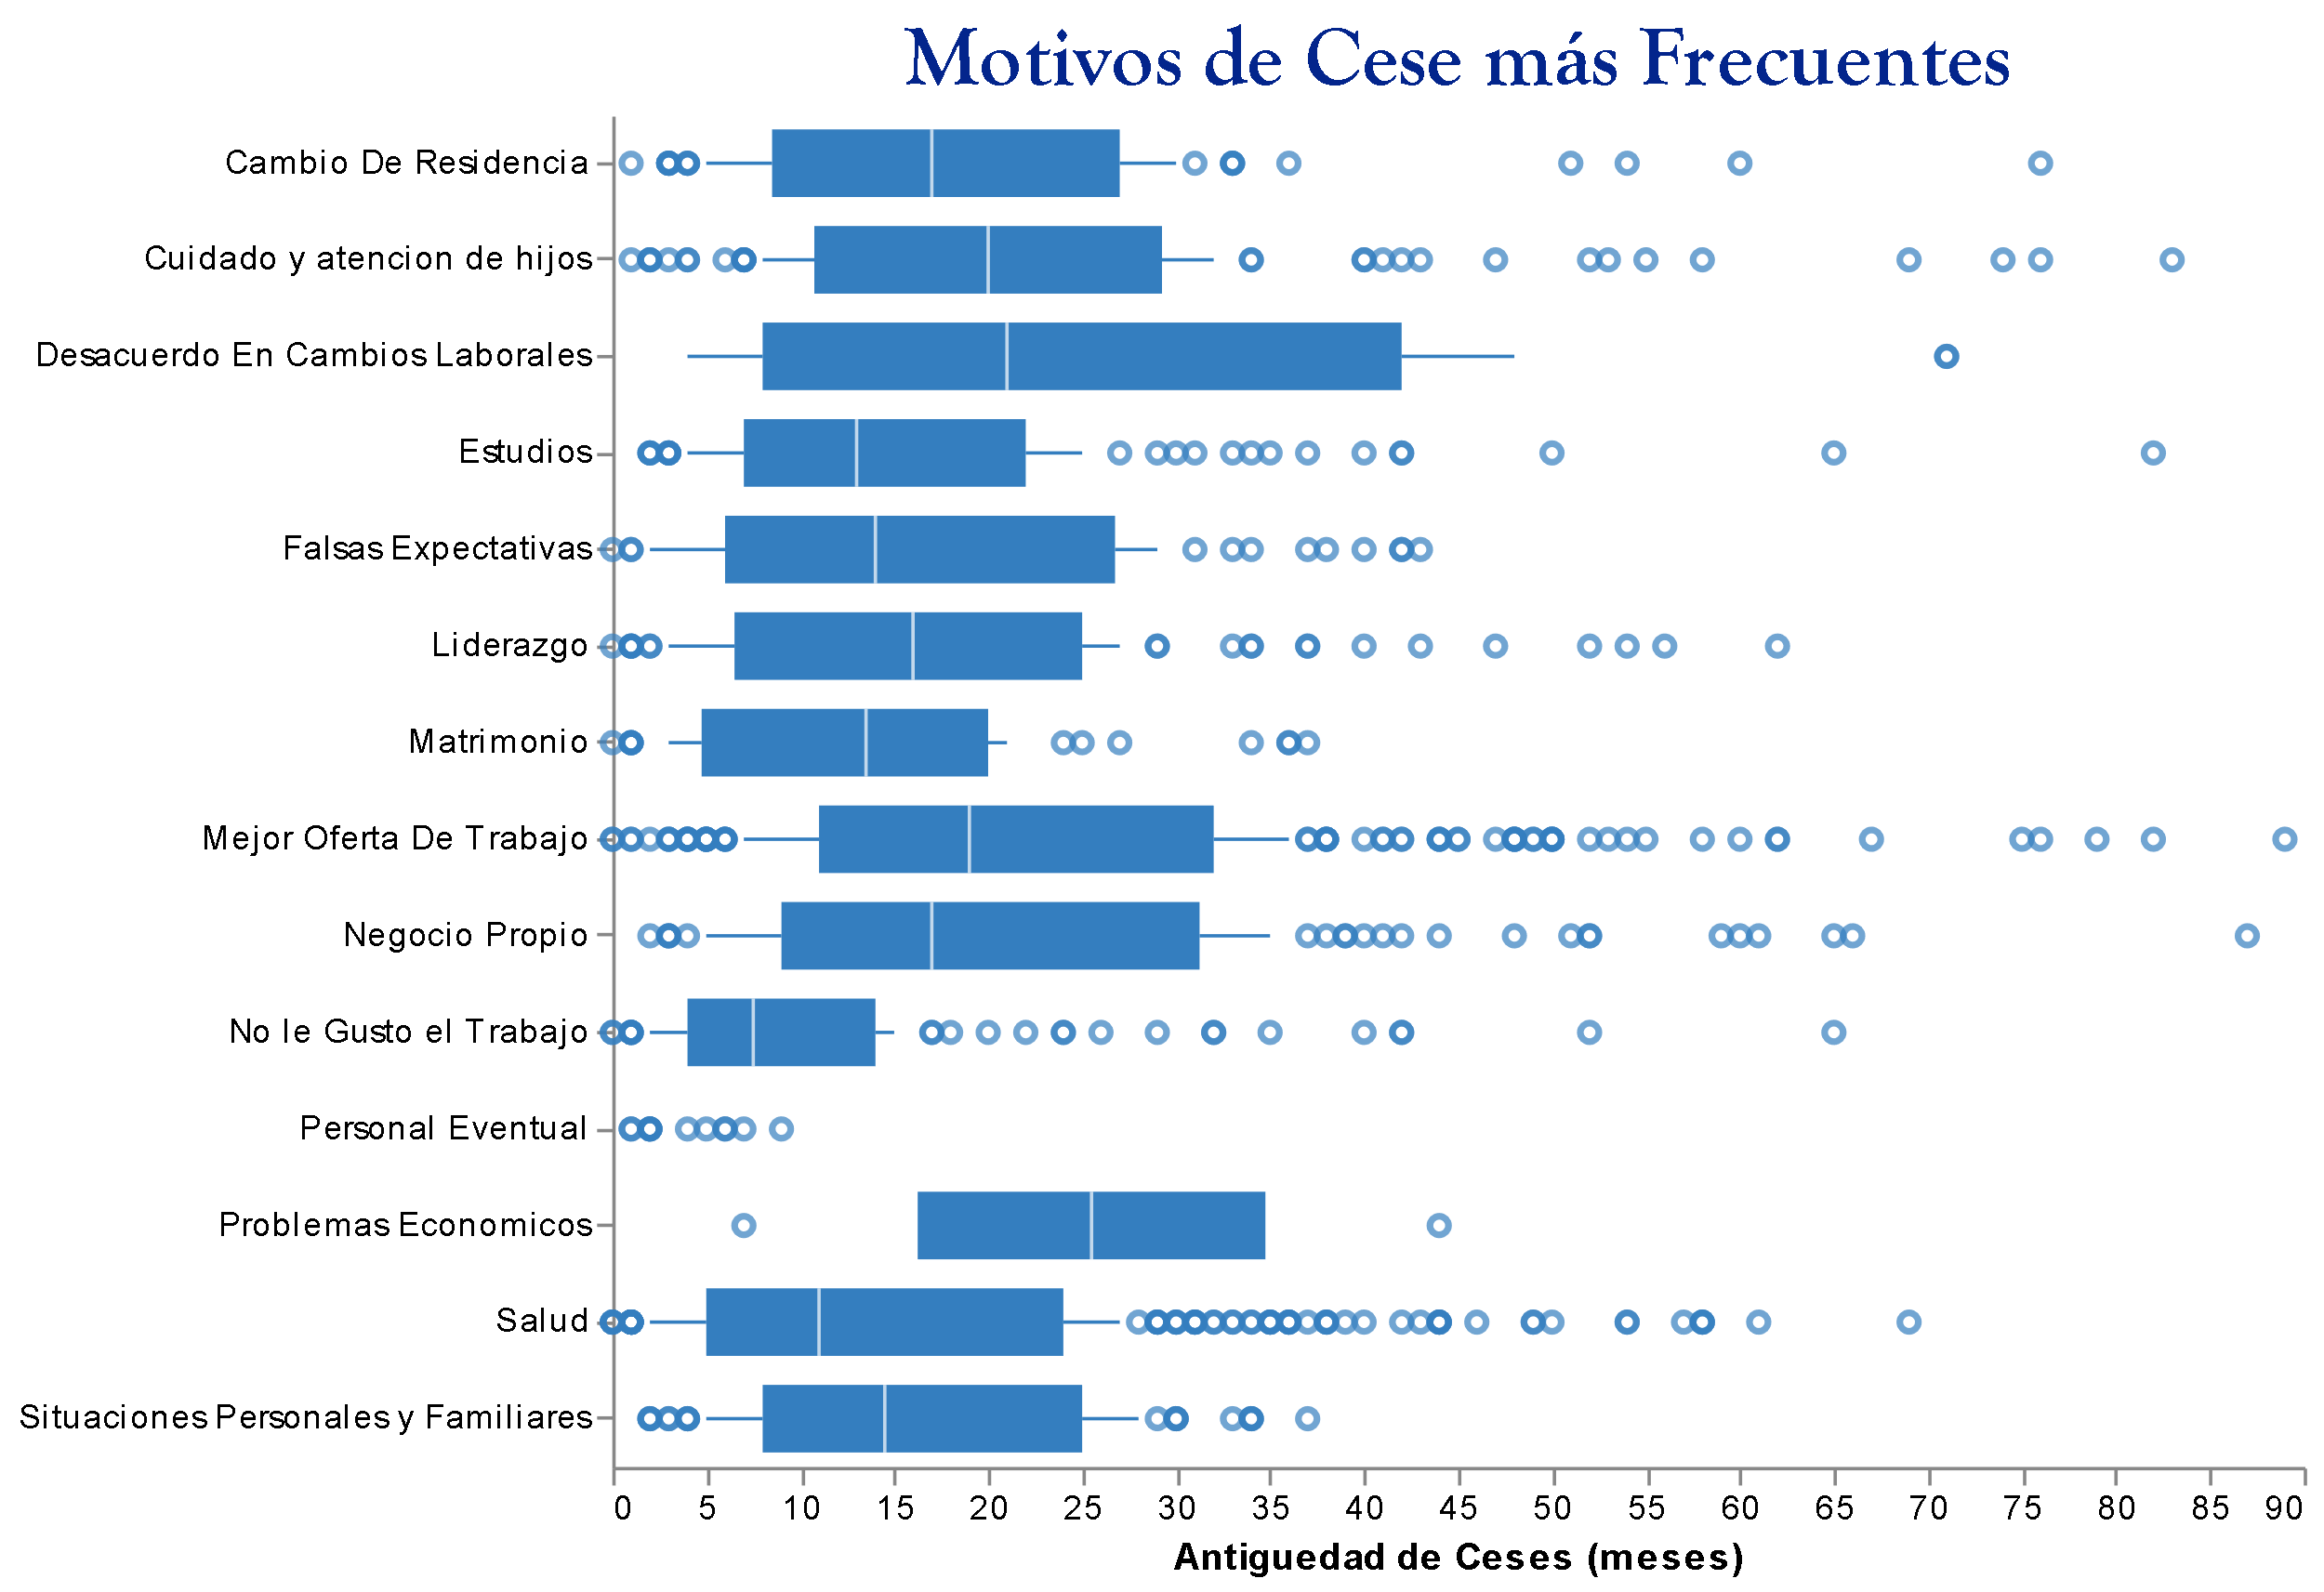 Motivos de Cese más Frecuentes
Cambio De Residencia
Cuidado y atencion de hijos
Desacuerdo En Cambios Laborales
Estudios
Falsas Expectativas
Liderazgo
Matrimonio
Mejor Oferta De Trabajo
Negocio Propio
No le Gusto el Trabajo
Personal Eventual
Problemas Economicos
Salud
Situaciones Personales y Familiares
0 5 10 15 20 25 30 35 40 45 50 55 60 65 70 75 80 85 90
Antiguedad de Ceses (meses)